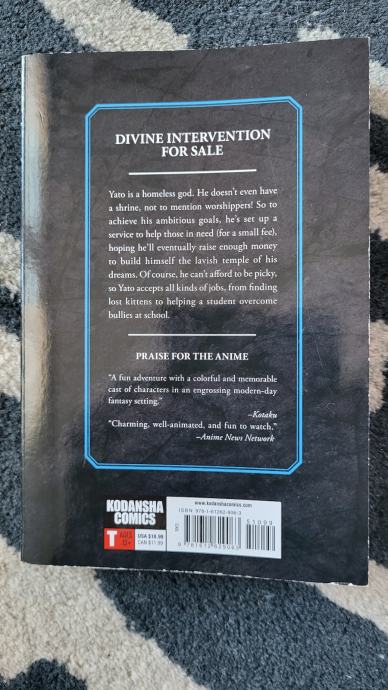 DIVINE INTERVENTION
FOR SALE
Yato is a homeless god. He doesn't even have
a shrine, not to mention worshippers! So to
achieve his ambitious goals, he's set up a
service to help those in need (for a small fee),
hoping he'll eventually raise enough money
to build himself the lavish temple of his
dreams. Of course, he can't afford to be picky,
so Yato accepts all kinds of jobs, from finding
lost kittens to helping a student overcome
bullies at school.
PRAISE FOR THE ANIME
"A fun adventure with a colorful and memorable
cast of characters in an engrossing modern-day
fantasy setting."
–Kotaku
"Charming, well-animated, and fun to watch."
–Anime News Network
KODANSHA
COMICS
T
USA $10.99
CAN $11.99
www.kodanshacomics.com
51099